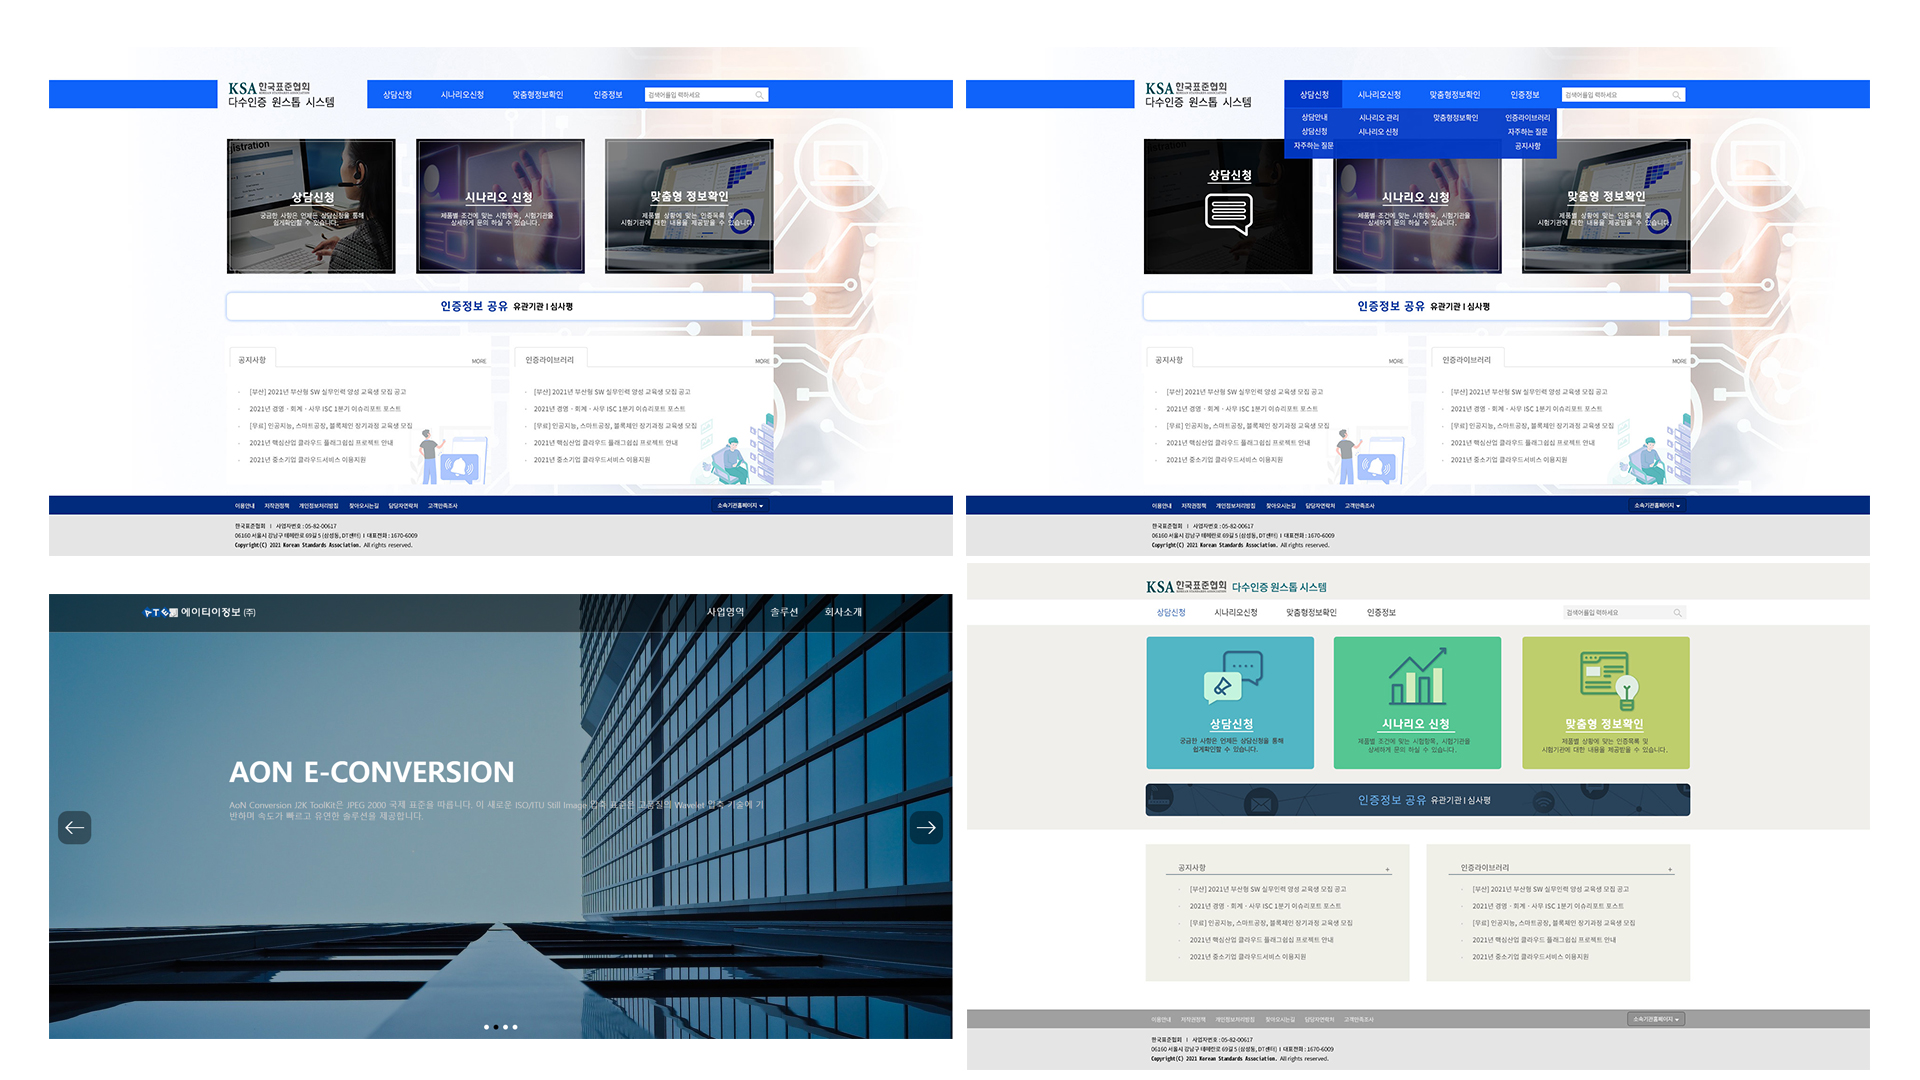 KSA 한국표준협회
KOREAN STANDARDS ASSOCIATION
다수인증 원스톱 시스템
상담신청 시나리오신청 맞춤형정보확인 인증정보 검색어를입 력하세요
gistration
상담신청
궁금한 사항은 언제든 상담신청을 통해
쉽게확인할 수 있습니다.
시나리오 신청
제품별 조건에 맞는 시험항목, 시험기관을
상세하게 문의 하실 수 있습니다.
맞춤형 정보확인
제품별 상황에 맞는 인증목록 및
시험기관에 대한 내용을 제공받을 수 있습니다.
인증정보 공유 유관기관 I 심사평
공지사항 MORE
[부산] 2021년 부산형 SW 실무인력 양성 교육생 모집 공고
2021년 경영 · 회계 · 사무 ISC 1분기 이슈리포트 포스트
[무료] 인공지능, 스마트공장, 블록체인 장기과정 교육생 모집
2021년 핵심산업 클라우드 플래그쉽십 프로젝트 안내
2021년 중소기업 클라우드서비스 이용지원
인증라이브러리 MORE
[부산] 2021년 부산형 SW 실무인력 양성 교육생 모집 공고
2021년 경영 · 회계 · 사무 ISC 1분기 이슈리포트 포스트
[무료] 인공지능, 스마트공장, 블록체인 장기과정 교육생 모집
2021년 핵심산업 클라우드 플래그쉽십 프로젝트 안내
2021년 중소기업 클라우드서비스 이용지원
이용안내 저작권정책 개인정보처리방침 찾아오시는길 담당자연락처 고객만족조사 소속기관홈페이지
한국표준협회 I 사업자번호 : 05-82-00617
06160 서울시 강남구 테헤란로 69길 5 (삼성동, DT센터) I 대표전화 : 1670-6009
Copyright(C) 2021 Korean Standards Association. All rights reserved.
KSA 한국표준협회
KOREAN STANDARDS ASSOCIATION
다수인증 원스톱 시스템
상담신청 시나리오신청 맞춤형정보확인 인증정보 검색어를입 력하세요
상담안내 시나리오 관리 맞춤형정보확인 인증라이브러리
상담신청 시나리오 신청 자주하는 질문
자주하는 질문 공지사항
gistration
상담신청
시나리오 신청
제품별 조건에 맞는 시험항목, 시험기관을
상세하게 문의 하실 수 있습니다.
맞춤형 정보확인
제품별 상황에 맞는 인증목록 및
시험기관에 대한 내용을 제공받을 수 있습니다.
인증정보 공유 유관기관 I 심사평
공지사항 MORE
[부산] 2021년 부산형 SW 실무인력 양성 교육생 모집 공고
2021년 경영 · 회계 · 사무 ISC 1분기 이슈리포트 포스트
[무료] 인공지능, 스마트공장, 블록체인 장기과정 교육생 모집
2021년 핵심산업 클라우드 플래그쉽십 프로젝트 안내
2021년 중소기업 클라우드서비스 이용지원
인증라이브러리 MORE
[부산] 2021년 부산형 SW 실무인력 양성 교육생 모집 공고
2021년 경영 · 회계 · 사무 ISC 1분기 이슈리포트 포스트
[무료] 인공지능, 스마트공장, 블록체인 장기과정 교육생 모집
2021년 핵심산업 클라우드 플래그쉽십 프로젝트 안내
2021년 중소기업 클라우드서비스 이용지원
이용안내 저작권정책 개인정보처리방침 찾아오시는길 담당자연락처 고객만족조사 소속기관홈페이지
한국표준협회 I 사업자번호 : 05-82-00617
06160 서울시 강남구 테헤란로 69길 5 (삼성동, DT센터) I 대표전화 : 1670-6009
Copyright(C) 2021 Korean Standards Association. All rights reserved.
에이티이정보 (주) 사업영역 솔루션 회사소개
AON E-CONVERSION
AoN Conversion J2K ToolKit은 JPEG 2000 국제 표준을 따릅니다. 이 새로운 ISO/ITU Still Image 압축 표준은 고품질의 Wavelet 압축 기술에 기
반하며 속도가 빠르고 유연한 솔루션을 제공합니다.
KSA 한국표준협회 다수인증 원스톱 시스템
KOREAN STANDARDS ASSOCIATION
상담신청 시나리오신청 맞춤형정보확인 인증정보 검색어를입 력하세요
상담신청
궁금한 사항은 언제든 상담신청을 통해
쉽게확인할 수 있습니다.
시나리오 신청
제품별 조건에 맞는 시험항목, 시험기관을
상세하게 문의 하실 수 있습니다.
맞춤형 정보확인
제품별 상황에 맞는 인증목록 및
시험기관에 대한 내용을 제공받을 수 있습니다.
인증정보 공유 유관기관 I 심사평
공지사항 +
[부산] 2021년 부산형 SW 실무인력 양성 교육생 모집 공고
2021년 경영 · 회계 · 사무 ISC 1분기 이슈리포트 포스트
[무료] 인공지능, 스마트공장, 블록체인 장기과정 교육생 모집
2021년 핵심산업 클라우드 플래그쉽십 프로젝트 안내
2021년 중소기업 클라우드서비스 이용지원
인증라이브러리 +
[부산] 2021년 부산형 SW 실무인력 양성 교육생 모집 공고
2021년 경영 · 회계 · 사무 ISC 1분기 이슈리포트 포스트
[무료] 인공지능, 스마트공장, 블록체인 장기과정 교육생 모집
2021년 핵심산업 클라우드 플래그쉽십 프로젝트 안내
2021년 중소기업 클라우드서비스 이용지원
이용안내 저작권정책 개인정보처리방침 찾아오시는길 담당자연락처 고객만족조사 소속기관홈페이지
한국표준협회 I 사업자번호 : 05-82-00617
06160 서울시 강남구 테헤란로 69길 5 (삼성동, DT센터) I 대표전화 : 1670-6009
Copyright(C) 2021 Korean Standards Association. All rights reserved.